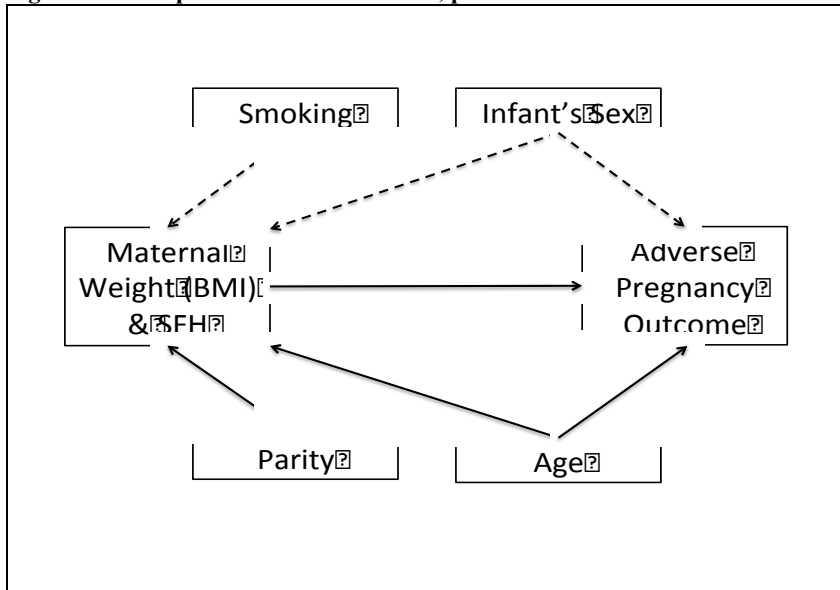 Smoking
Infant's Sex
Maternal
Weight (BMI)
& SFH
Adverse
Pregnancy
Outcome
Parity
Age